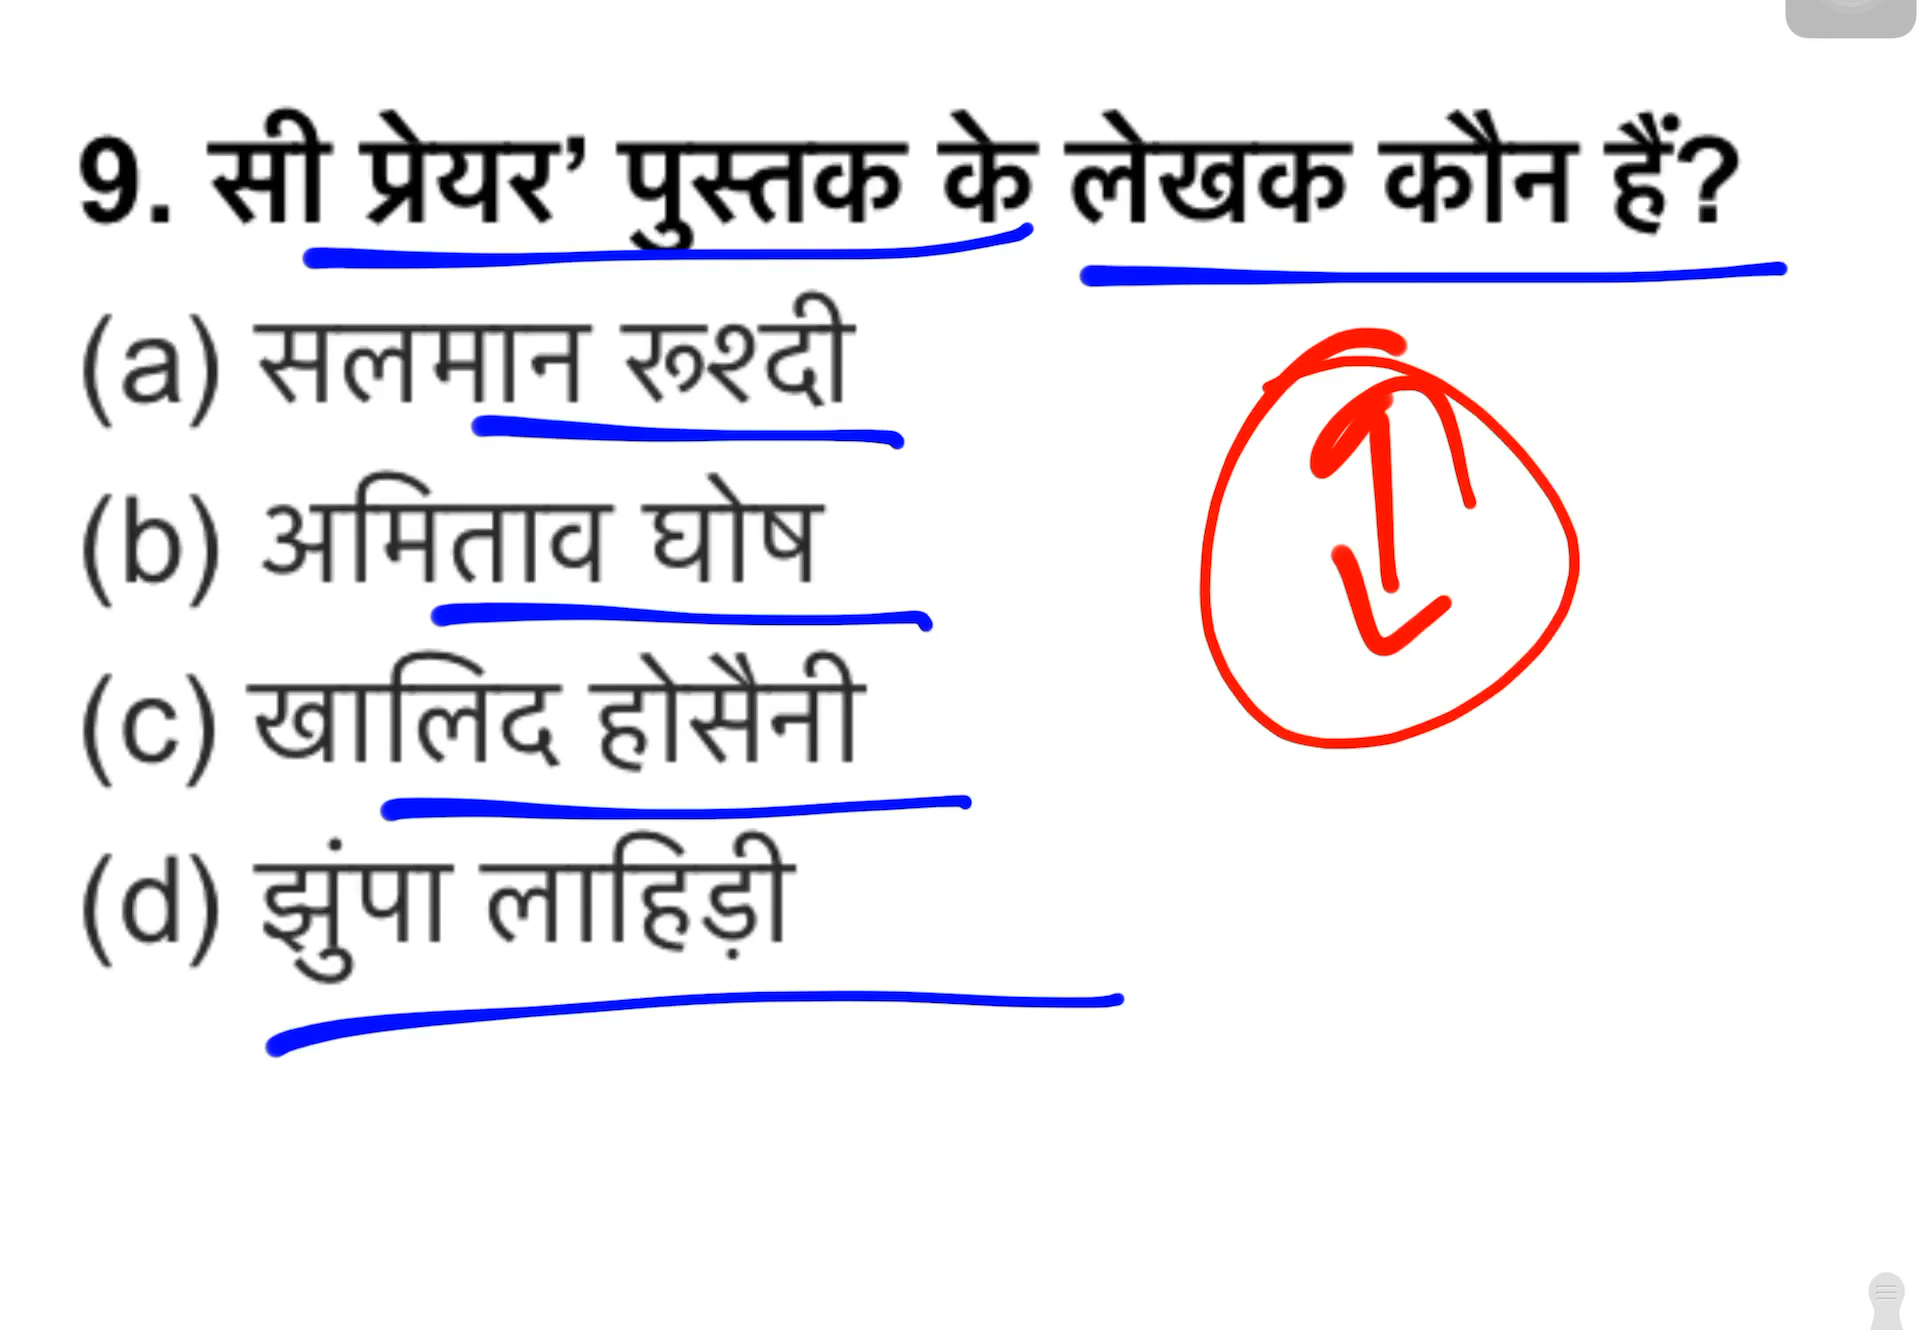 9. सी प्रेयर’ पुस्तक के लेखक कौन हैं?
(a) सलमान रूश्दी
(b) अमिताव घोष
(c) खालिद होसैनी
(d) झुंपा लाहिड़ी